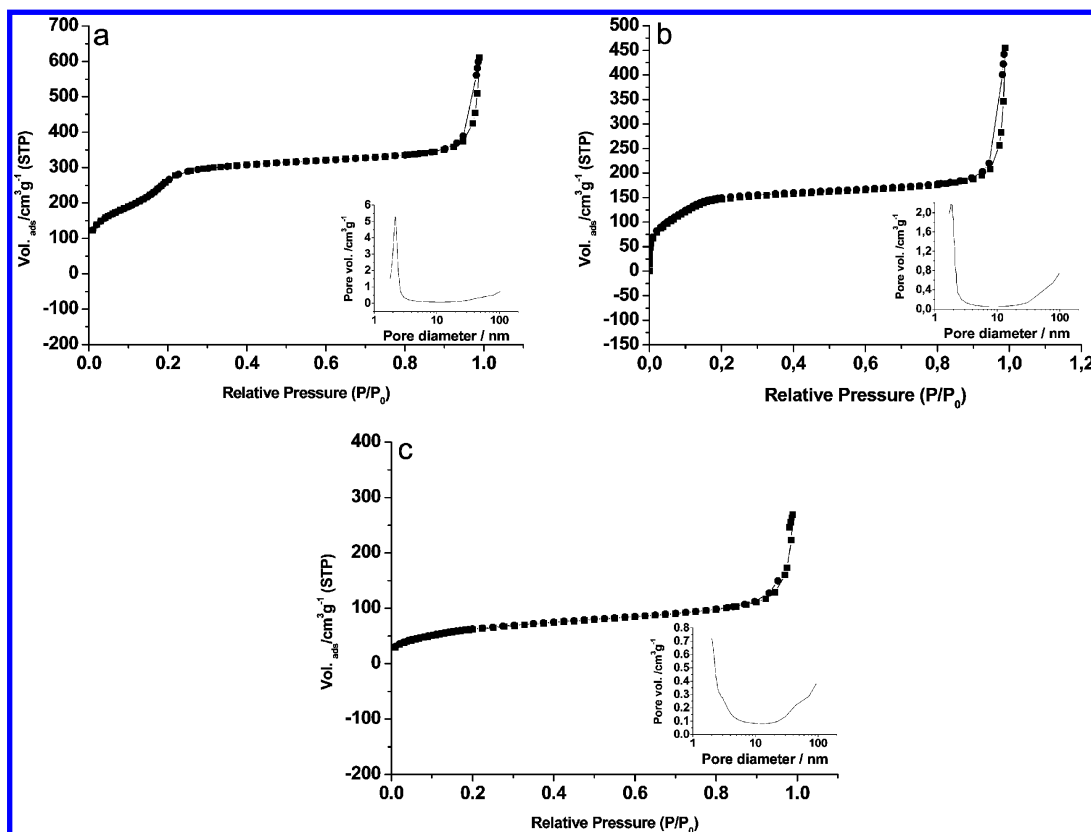 a
700
600
500
400
300
200
100
0
-100
-200
Vol. ads/cm³g⁻¹ (STP)
0.0 0.2 0.4 0.6 0.8 1.0
Relative Pressure (P/P₀)
6
5
4
3
2
1
0
Pore vol. /cm³g⁻¹
1 10 100
Pore diameter / nm
b
500
450
400
350
300
250
200
150
100
50
0
-50
-100
-150
Vol. ads/cm³g⁻¹ (STP)
0,0 0,2 0,4 0,6 0,8 1,0 1,2
Relative Pressure (P/P₀)
2,0
1,6
1,2
0,8
0,4
0,0
Pore vol. /cm³g⁻¹
1 10 100
Pore diameter / nm
c
400
300
200
100
0
-100
-200
Vol. ads/cm³g⁻¹ (STP)
0.0 0.2 0.4 0.6 0.8 1.0
Relative Pressure (P/P₀)
0.8
0.7
0.6
0.5
0.4
0.3
0.2
0.1
0.0
Pore vol. /cm³g⁻¹
1 10 100
Pore diameter / nm